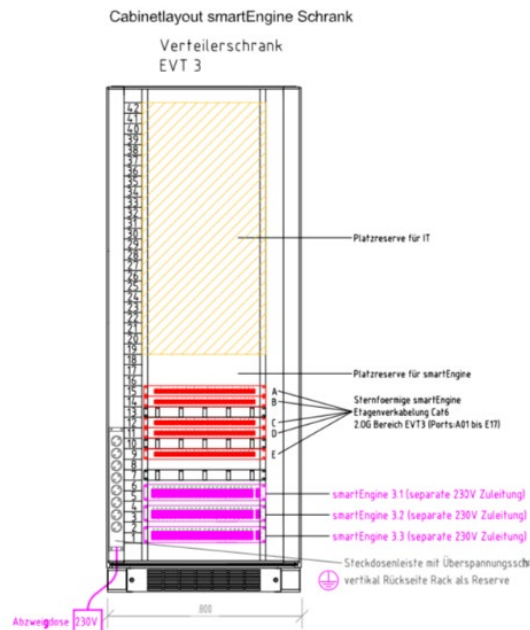 Cabinetlayout smartEngine Schrank
Verteilerschrank
EVT 3
42
41
40
39
38
37
36
35
34
33
32
31
30
29
28
27
26
25
24
23
22
21
20
19
18
17
16
15
14
13
12
11
10
9
8
7
6
5
4
3
2
1
Platzreserve für IT
Platzreserve für smartEngine
A
B
C
D
E
Sternfoermige smartEngine
Etagenverkabelung Cat6
2.OG Bereich EVT3 (Ports:A01 bis E17)
smartEngine 3.1 (separate 230V Zuleitung)
smartEngine 3.2 (separate 230V Zuleitung)
smartEngine 3.3 (separate 230V Zuleitung)
Steckdosenleiste mit Überspannungssch
vertikal Rückseite Rack als Reserve
.800
Abzweigdose 230V